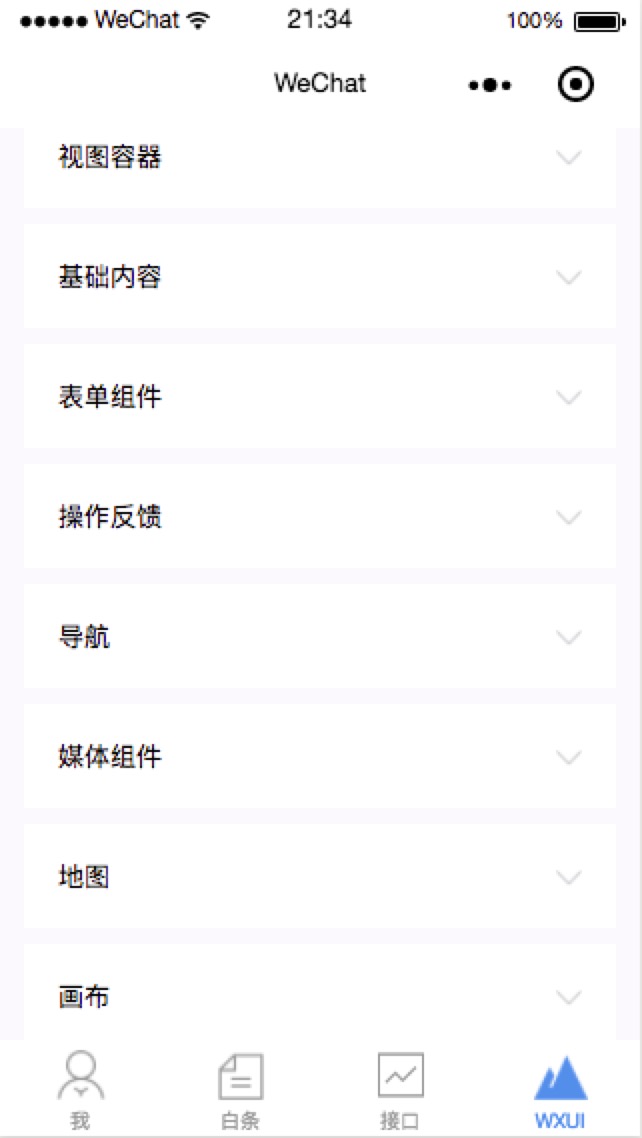 WeChat 21:34 100%
WeChat
视图容器
基础内容
表单组件
操作反馈
导航
媒体组件
地图
画布
我 白条 接口 WXUI